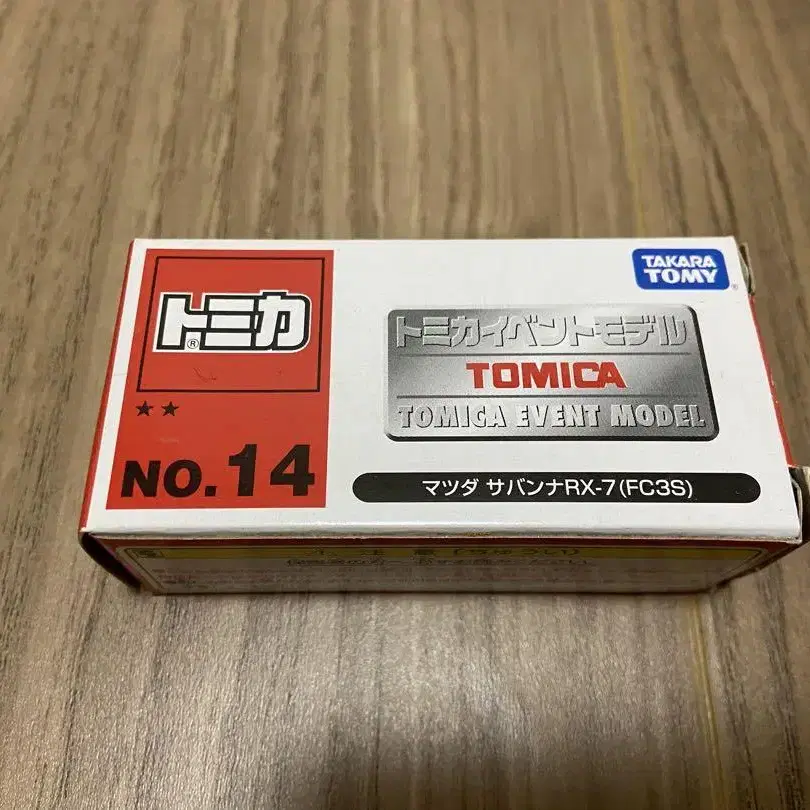 トミカ
®
★★
NO.14
TAKARA
TOMY
®
トミカイベントモデル
TOMICA
TOMICA EVENT MODEL
マツダ サバンナRX-7(FC3S)